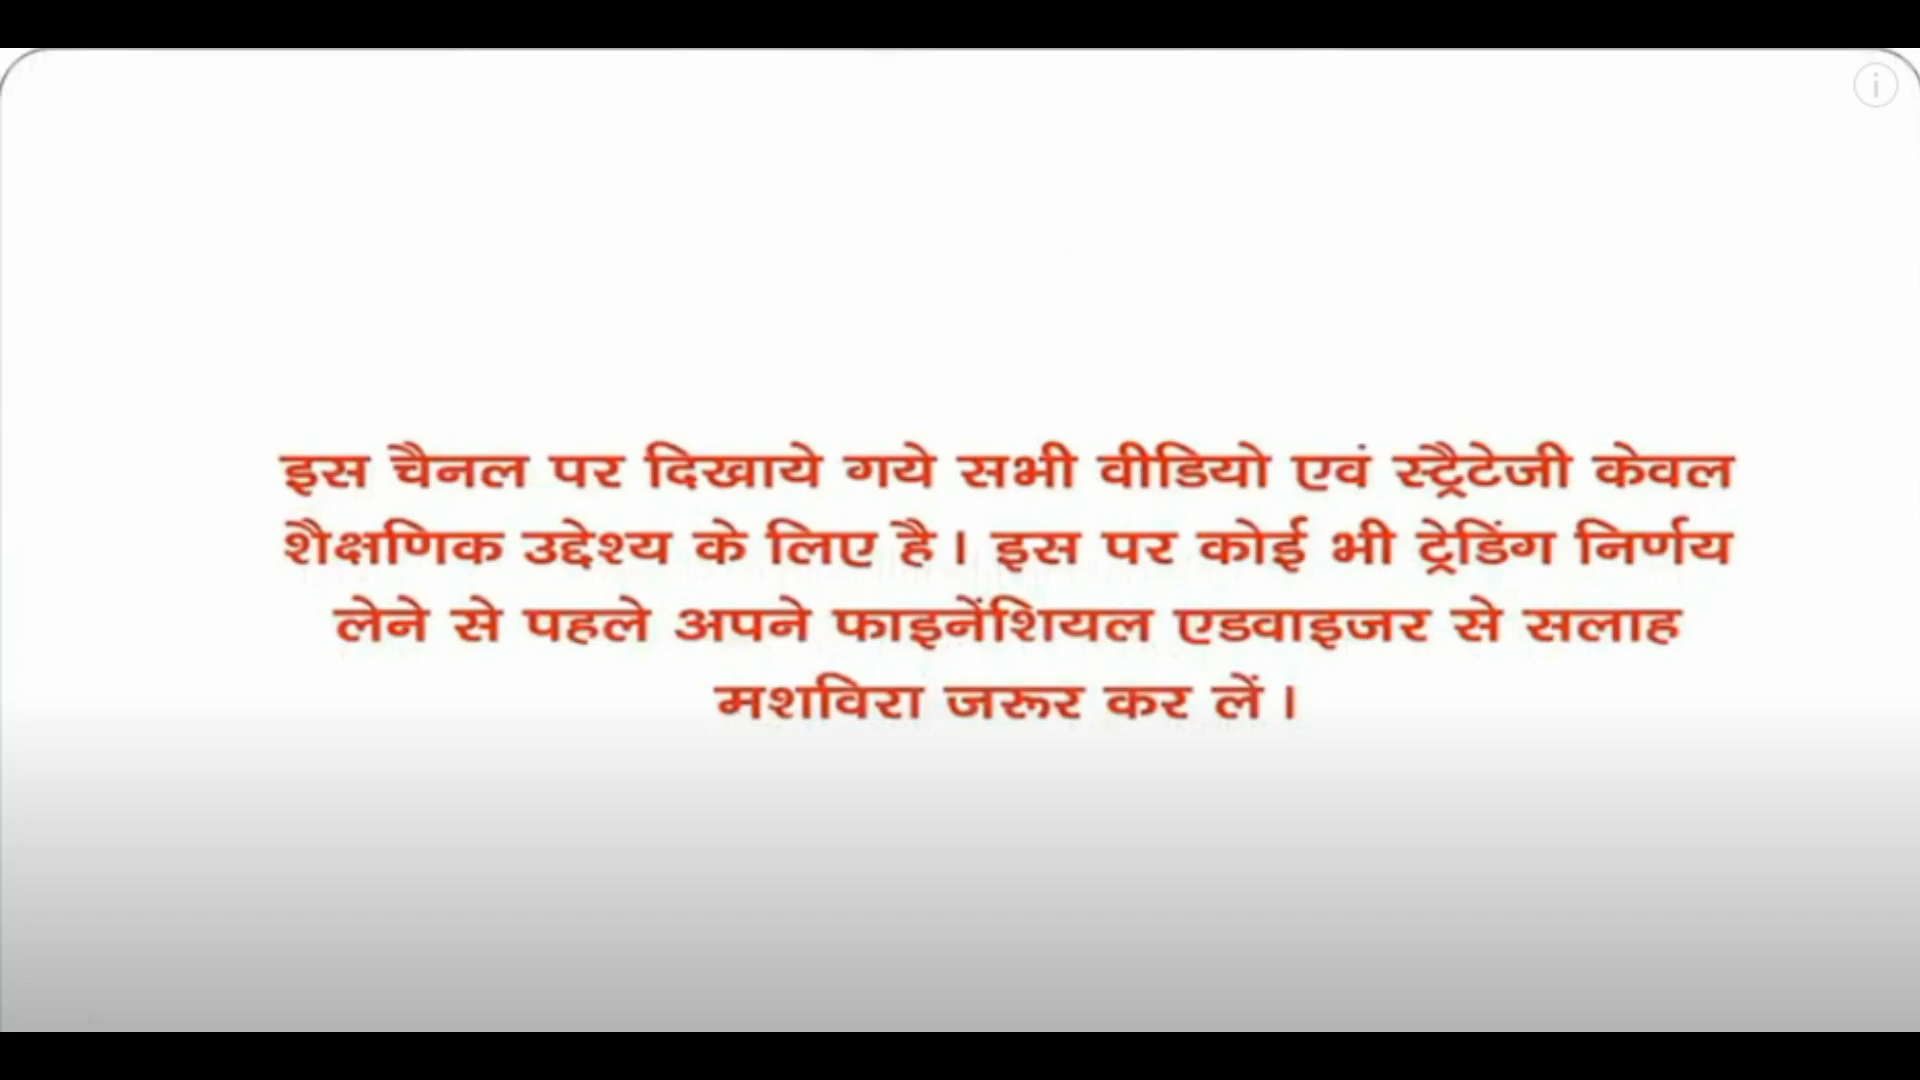 इस चैनल पर दिखाये गये सभी वीडियो एवं स्ट्रैटेजी केवल
शैक्षणिक उद्देश्य के लिए है। इस पर कोई भी ट्रेडिंग निर्णय
लेने से पहले अपने फाइनेंशियल एडवाइजर से सलाह
मशविरा जरूर कर लें।